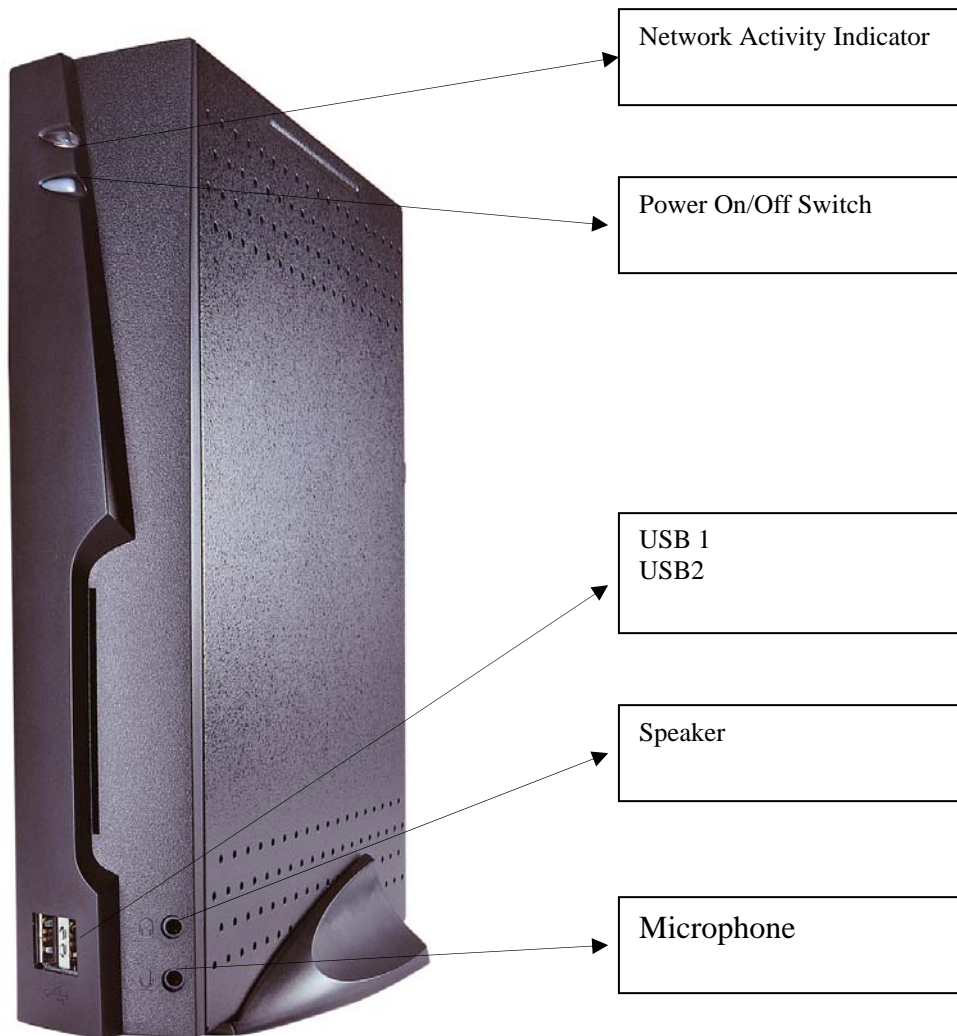 Network Activity Indicator
Power On/Off Switch
USB 1
USB2
Speaker
Microphone